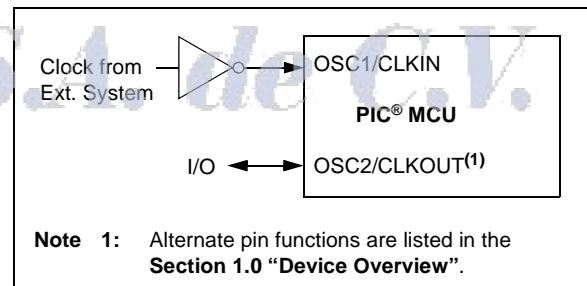 S.A. de C.V.
Clock from
Ext. System
OSC1/CLKIN
PIC® MCU
I/O
OSC2/CLKOUT(1)
Note 1: Alternate pin functions are listed in the
Section 1.0 “Device Overview”.